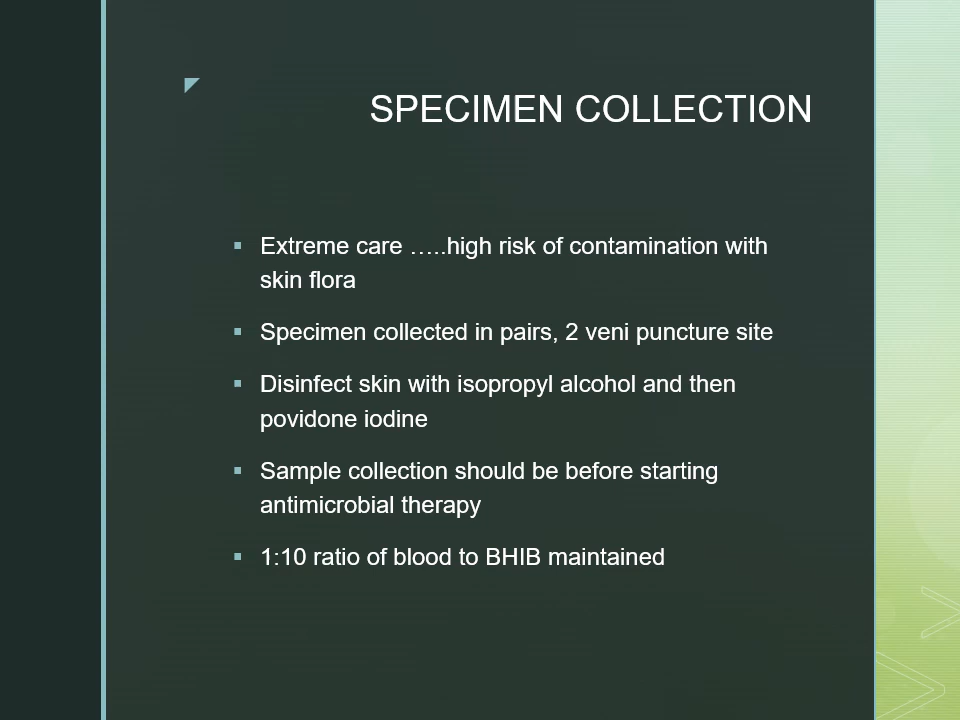 SPECIMEN COLLECTION
▪ Extreme care …..high risk of contamination with
skin flora
▪ Specimen collected in pairs, 2 veni puncture site
▪ Disinfect skin with isopropyl alcohol and then
povidone iodine
▪ Sample collection should be before starting
antimicrobial therapy
▪ 1:10 ratio of blood to BHIB maintained